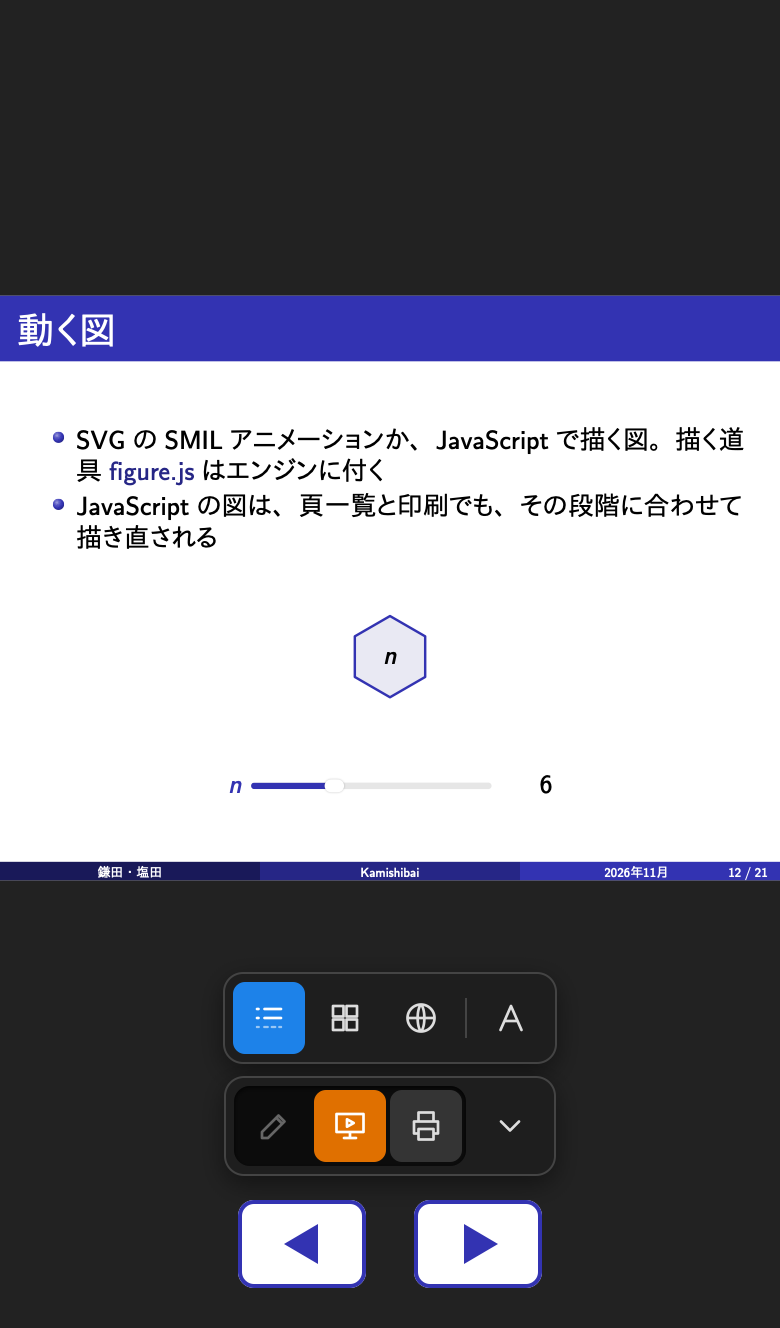 動く図
SVG の SMIL アニメーションか、JavaScript で描く図。描く道
具 figure.js はエンジンに付く
JavaScript の図は、頁一覧と印刷でも、その段階に合わせて
描き直される
n
n 6
鎌田・塩田 Kamishibai 2026年11月 12 / 21
A